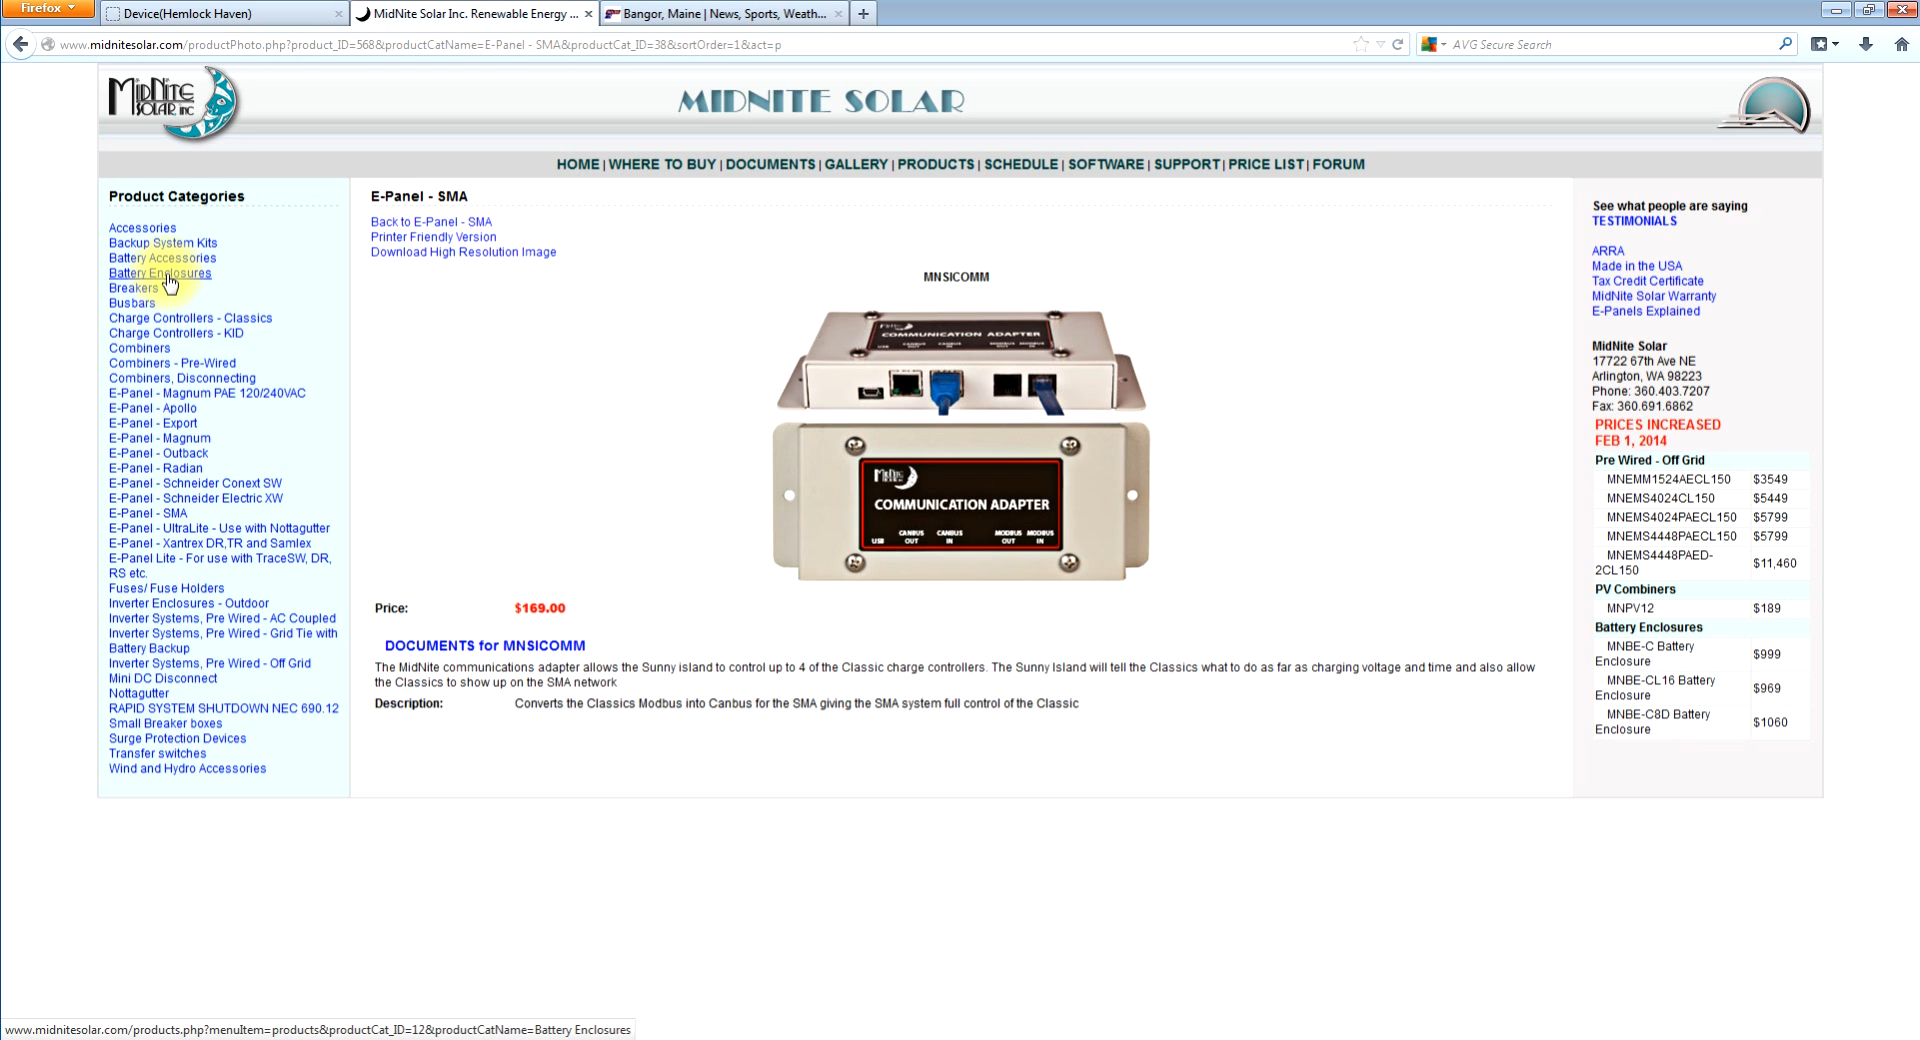 Firefox
Device(Hemlock Haven)
MidNite Solar Inc. Renewable Energy ...
Bangor, Maine | News, Sports, Weath...
www.midnitesolar.com/productPhoto.php?product_ID=568&productCatName=E-Panel - SMA&productCat_ID=38&sortOrder=1&act=p
AVG Secure Search
MIDNITE
SOLAR, INC
MIDNITE SOLAR
HOME | WHERE TO BUY | DOCUMENTS | GALLERY | PRODUCTS | SCHEDULE | SOFTWARE | SUPPORT | PRICE LIST | FORUM
Product Categories
Accessories
Backup System Kits
Battery Accessories
Battery Enclosures
Breakers
Busbars
Charge Controllers - Classics
Charge Controllers - KID
Combiners
Combiners - Pre-Wired
Combiners, Disconnecting
E-Panel - Magnum PAE 120/240VAC
E-Panel - Apollo
E-Panel - Export
E-Panel - Magnum
E-Panel - Outback
E-Panel - Radian
E-Panel - Schneider Conext SW
E-Panel - Schneider Electric XW
E-Panel - SMA
E-Panel - UltraLite - Use with Nottagutter
E-Panel - Xantrex DR,TR and Samlex
E-Panel Lite - For use with TraceSW, DR,
RS etc.
Fuses/ Fuse Holders
Inverter Enclosures - Outdoor
Inverter Systems, Pre Wired - AC Coupled
Inverter Systems, Pre Wired - Grid Tie with
Battery Backup
Inverter Systems, Pre Wired - Off Grid
Mini DC Disconnect
Nottagutter
RAPID SYSTEM SHUTDOWN NEC 690.12
Small Breaker boxes
Surge Protection Devices
Transfer switches
Wind and Hydro Accessories
E-Panel - SMA
Back to E-Panel - SMA
Printer Friendly Version
Download High Resolution Image
MNSICOMM
COMMUNICATION ADAPTER
USB CANBUS OUT CANBUS IN MODBUS OUT MODBUS IN
MidNite
COMMUNICATION ADAPTER
CANBUS CANBUS MODBUS MODBUS
USB OUT IN OUT IN
Price: $169.00
DOCUMENTS for MNSICOMM
The MidNite communications adapter allows the Sunny island to control up to 4 of the Classic charge controllers. The Sunny Island will tell the Classics what to do as far as charging voltage and time and also allow
the Classics to show up on the SMA network
Description: Converts the Classics Modbus into Canbus for the SMA giving the SMA system full control of the Classic
See what people are saying
TESTIMONIALS
ARRA
Made in the USA
Tax Credit Certificate
MidNite Solar Warranty
E-Panels Explained
MidNite Solar
17722 67th Ave NE
Arlington, WA 98223
Phone: 360.403.7207
Fax: 360.691.6862
PRICES INCREASED
FEB 1, 2014
Pre Wired - Off Grid
MNEMM1524AECL150 $3549
MNEMS4024CL150 $5449
MNEMS4024PAECL150 $5799
MNEMS4448PAECL150 $5799
MNEMS4448PAED-
2CL150 $11,460
PV Combiners
MNPV12 $189
Battery Enclosures
MNBE-C Battery
Enclosure $999
MNBE-CL16 Battery
Enclosure $969
MNBE-C8D Battery
Enclosure $1060
www.midnitesolar.com/products.php?menuItem=products&productCat_ID=12&productCatName=Battery Enclosures